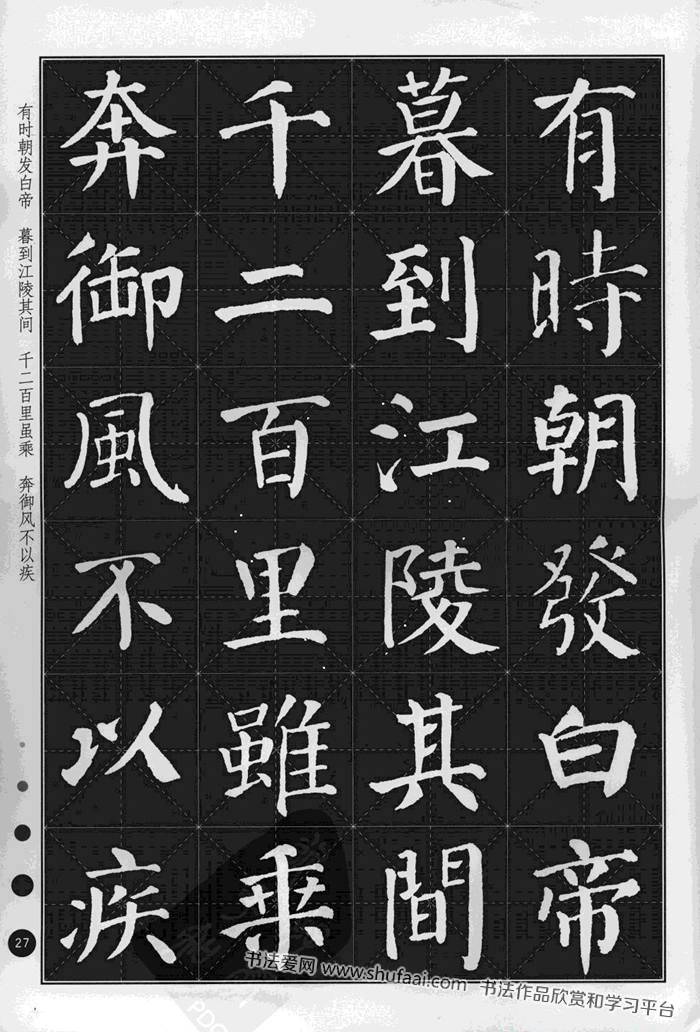 有時朝發白帝
暮到江陵其間
千二百里雖乗
奔御風不以疾
有时朝发白帝 暮到江陵其间 千二百里虽乘 奔御风不以疾
27
书法爱网 www.shufaai.com 书法作品欣赏和学习平台